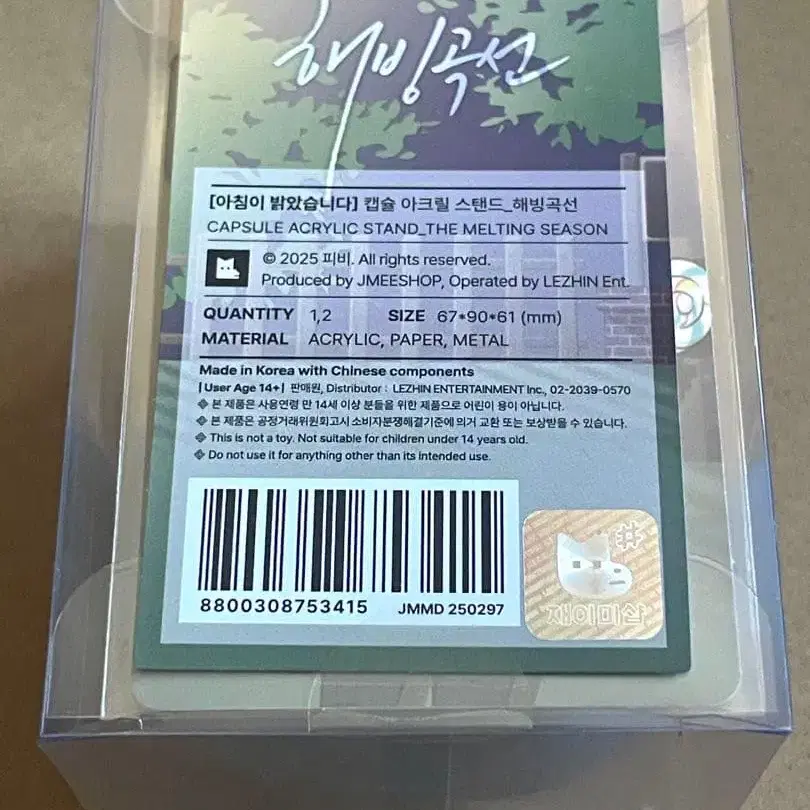 해빙곡선
[아침이 밝았습니다] 캡슐 아크릴 스탠드_해빙곡선
CAPSULE ACRYLIC STAND_THE MELTING SEASON
© 2025 피비. All rights reserved.
Produced by JMEESHOP, Operated by LEZHIN Ent.
QUANTITY 1,2 SIZE 67*90*61 (mm)
MATERIAL ACRYLIC, PAPER, METAL
Made in Korea with Chinese components
[User Age 14+] 판매원, Distributor : LEZHIN ENTERTAINMENT Inc., 02-2039-0570
❖ 본 제품은 사용연령 만 14세 이상 분들을 위한 제품으로 어린이 용이 아닙니다.
❖ 본 제품은 공정거래위원회고시 소비자분쟁해결기준에 의거 교환 또는 보상받을 수 있습니다.
❖ This is not a toy. Not suitable for children under 14 years old.
❖ Do not use it for anything other than its intended use.
8800308753415 JMMD 250297
#
재이미샵